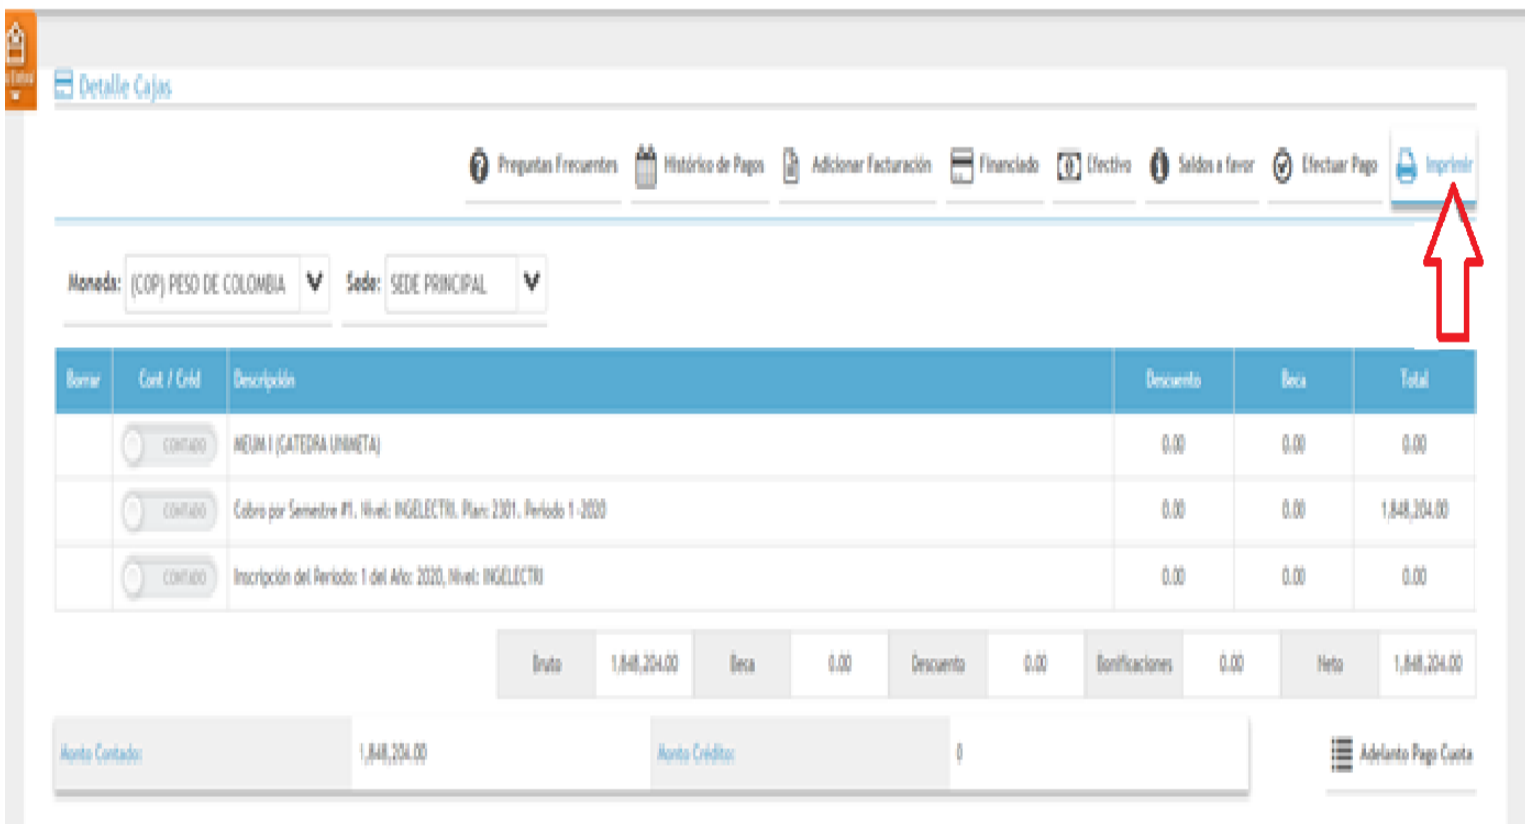 Detalle Cajas
Preguntas Frecuentes Histórico de Pagos Adicionar Facturación Financiado Efectivo Saldos a favor Efectuar Pago Imprimir
Moneda: (COP) PESO DE COLOMBIA Sede: SEDE PRINCIPAL
Borrar Cont / Créd Descripción Descuento Beca Total
CONTADO MEUM I (CATEDRA UNIMETA) 0.00 0.00 0.00
CONTADO Cobro por Semestre #1. Nivel: INGELECTRI. Plan: 2301. Periodo 1-2020 0.00 0.00 1,848,204.00
CONTADO Inscripción del Periodo: 1 del Año: 2020, Nivel: INGELECTRI 0.00 0.00 0.00
Bruto 1,848,204.00 Beca 0.00 Descuento 0.00 Bonificaciones 0.00 Neto 1,848,204.00
Monto Contado: 1,848,204.00 Monto Crédito: 0 Adelanto Pago Cuota